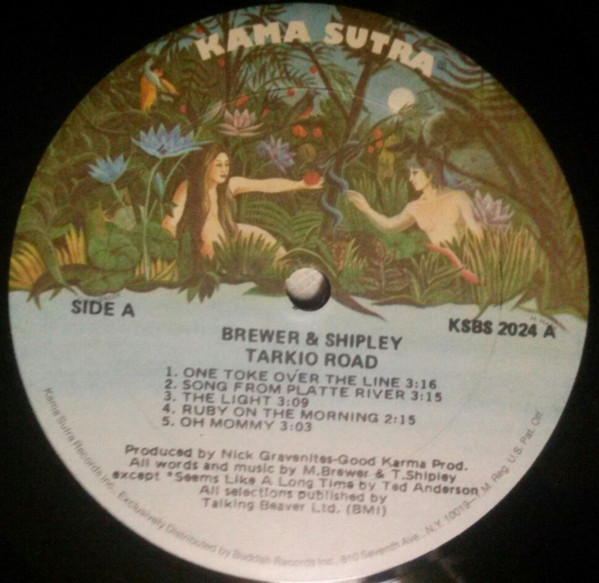 KAMA SUTRA
SIDE A
KSBS 2024 A
BREWER & SHIPLEY
TARKIO ROAD
1. ONE TOKE OVER THE LINE 3:16
2. SONG FROM PLATTE RIVER 3:15
3. THE LIGHT 3:09
4. RUBY ON THE MORNING 2:15
5. OH MOMMY 3:03
Produced by Nick Gravenites-Good Karma Prod.
All words and music by M.Brewer & T.Shipley
except *Seems Like A Long Time by Ted Anderson
All selections published by
Talking Beaver Ltd. (BMI)
Kama Sutra Records Inc., Exclusively Distributed by Buddah Records Inc., 810 Seventh Ave., N.Y. 10019—T.M. Reg. U.S. Pat. Off.